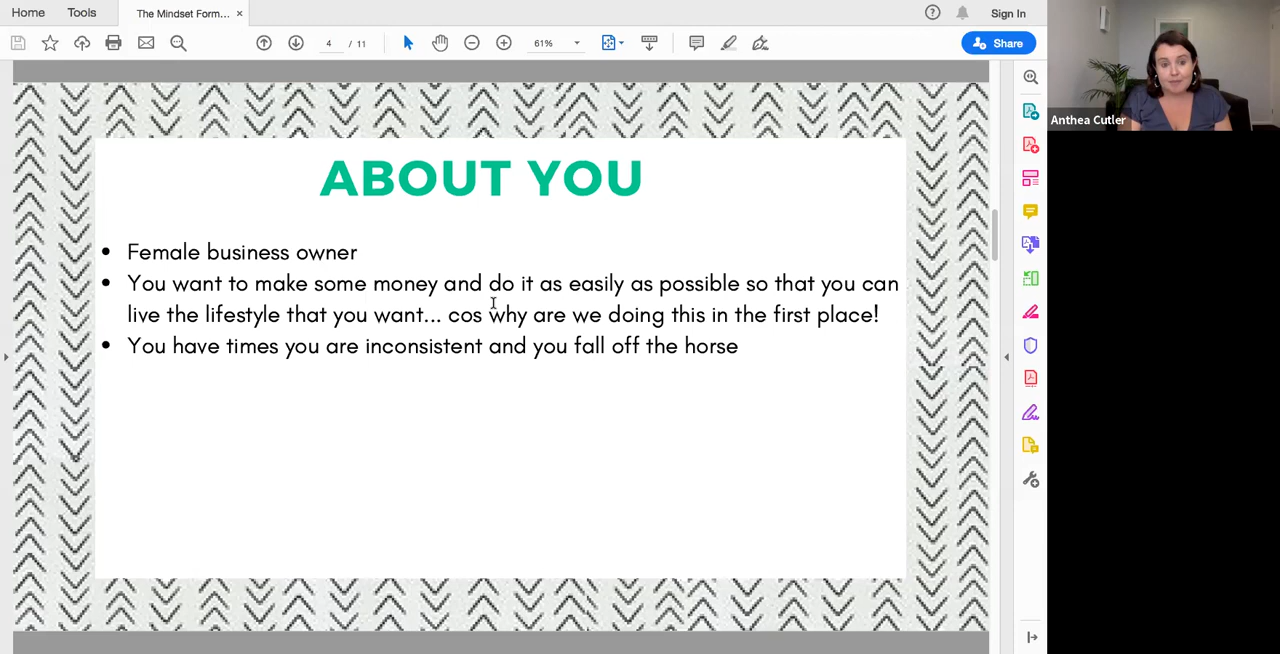 Home
Tools
The Mindset Form...
Sign In
4 / 11
61%
Share
Anthea Cutler
ABOUT YOU
• Female business owner
• You want to make some money and do it as easily as possible so that you can
live the lifestyle that you want... cos why are we doing this in the first place!
• You have times you are inconsistent and you fall off the horse